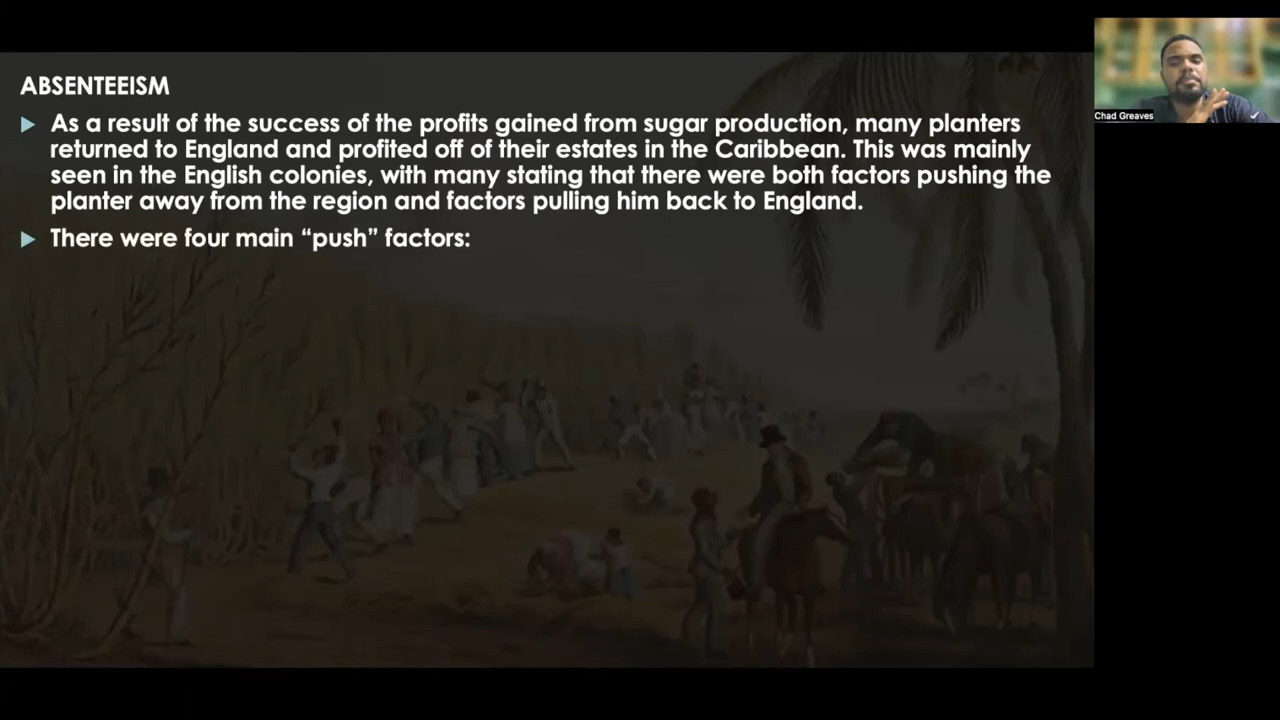 ABSENTEEISM
As a result of the success of the profits gained from sugar production, many planters
returned to England and profited off of their estates in the Caribbean. This was mainly
seen in the English colonies, with many stating that there were both factors pushing the
planter away from the region and factors pulling him back to England.
There were four main “push” factors:
Chad Greaves